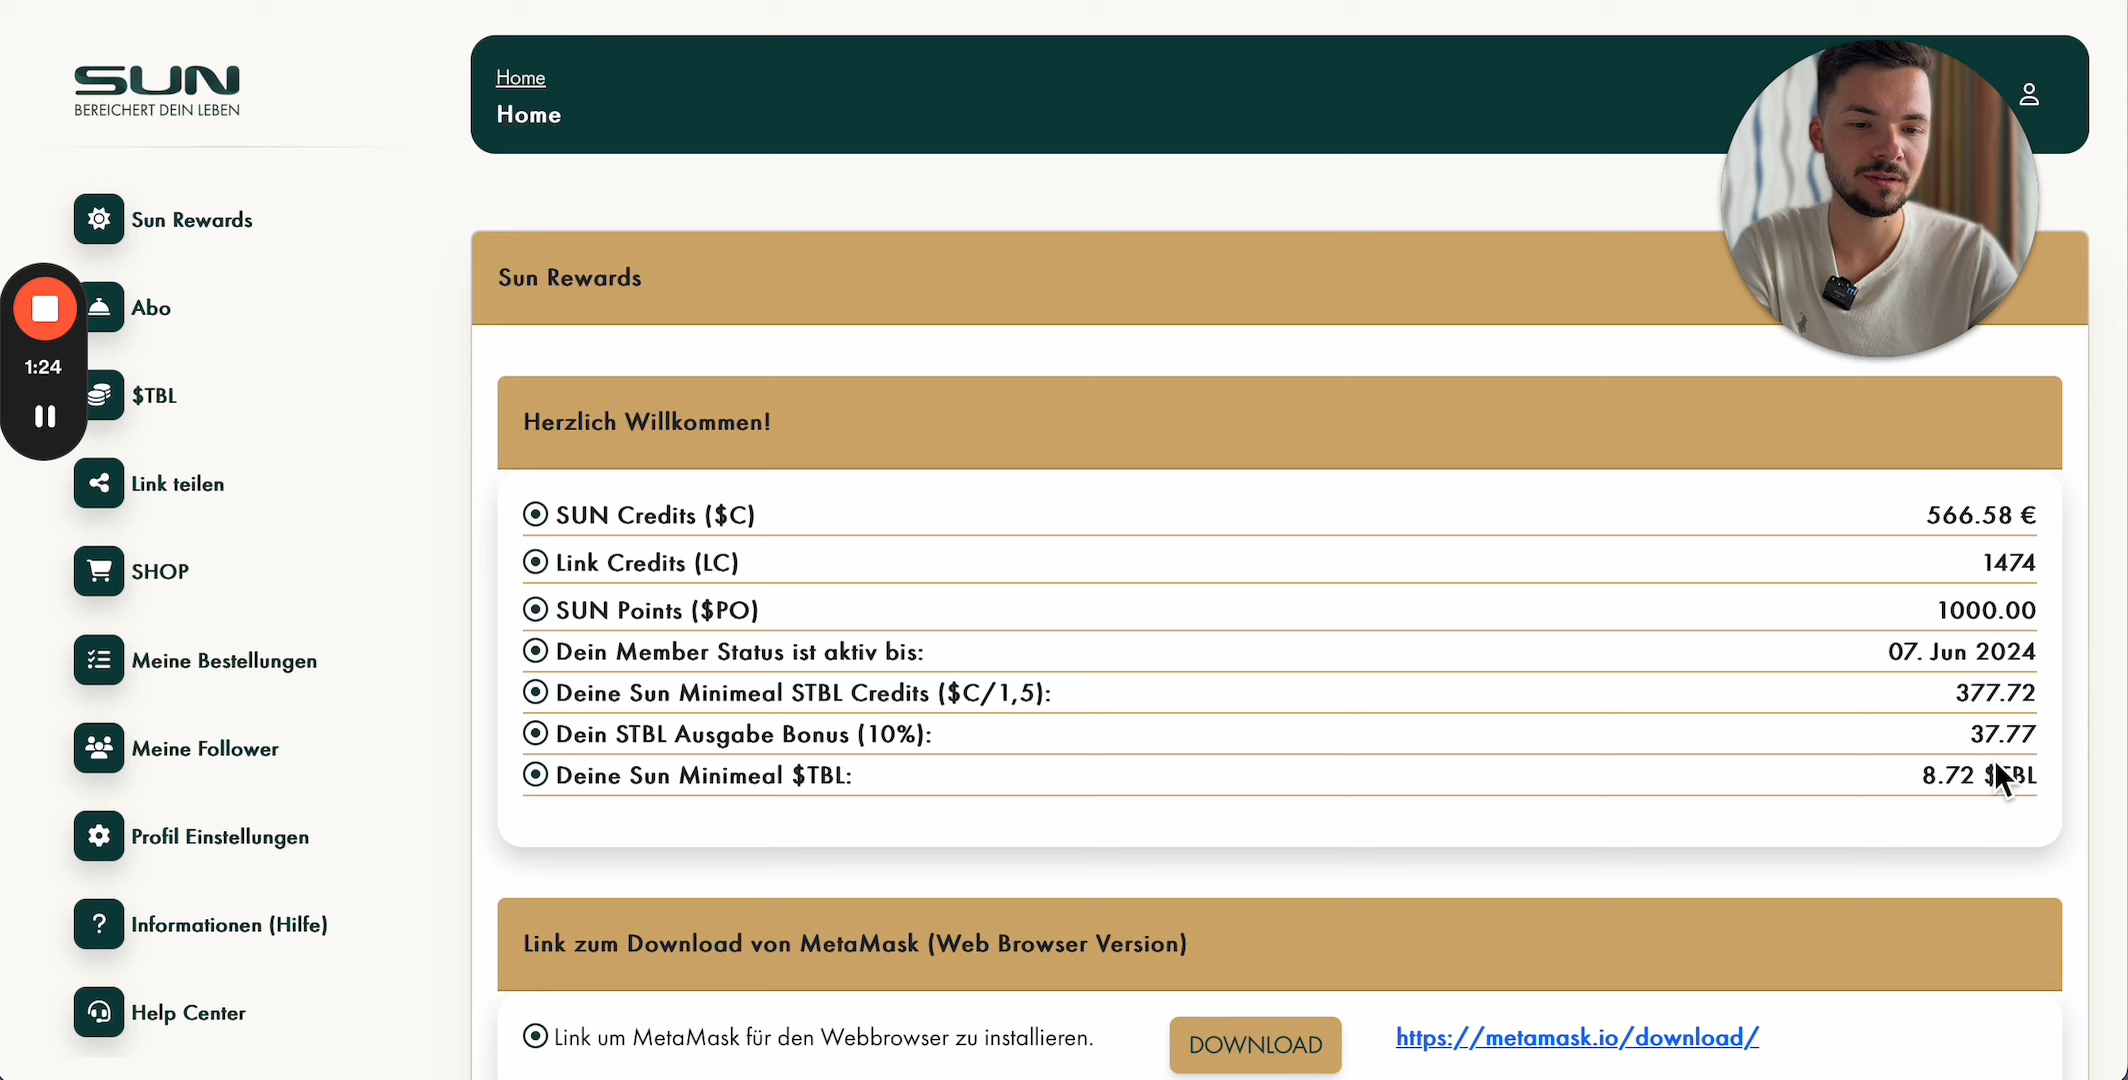 SUN
BEREICHERT DEIN LEBEN
Home
Home
Sun Rewards
Abo
1:24
$TBL
Link teilen
SHOP
Meine Bestellungen
Meine Follower
Profil Einstellungen
Informationen (Hilfe)
Help Center
Sun Rewards
Herzlich Willkommen!
SUN Credits ($C) 566.58 €
Link Credits (LC) 1474
SUN Points ($PO) 1000.00
Dein Member Status ist aktiv bis: 07. Jun 2024
Deine Sun Minimeal STBL Credits ($C/1,5): 377.72
Dein STBL Ausgabe Bonus (10%): 37.77
Deine Sun Minimeal $TBL: 8.72 $TBL
Link zum Download von MetaMask (Web Browser Version)
Link um MetaMask für den Webbrowser zu installieren. DOWNLOAD https://metamask.io/download/